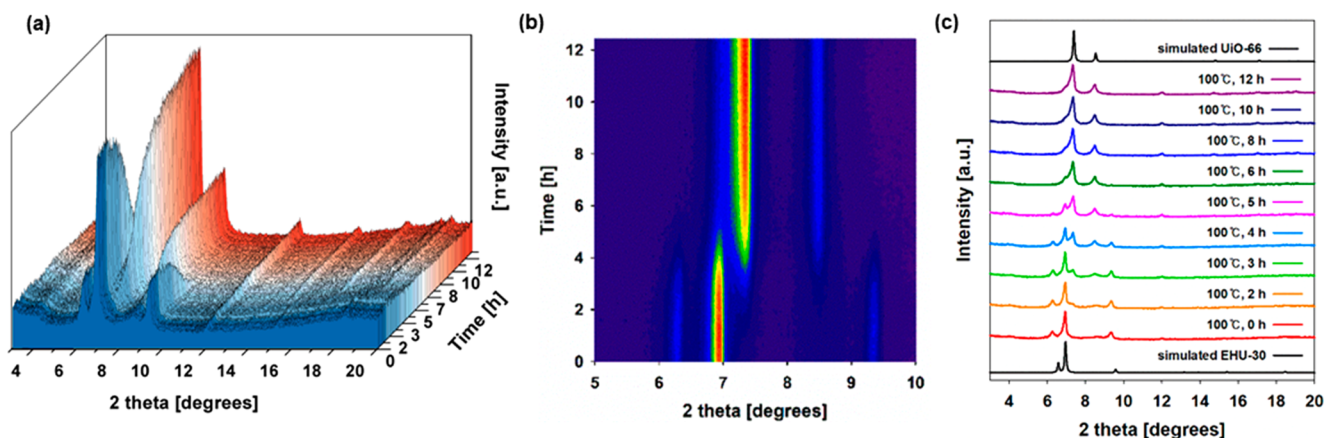 (a)
Intensity [a.u.]
12
10
8
7
5
3
2
0
Time [h]
4
6
8
10
12
14
16
18
20
2 theta [degrees]
(b)
12
10
8
6
4
2
0
Time [h]
5
6
7
8
9
10
2 theta [degrees]
(c)
Intensity [a.u.]
simulated UiO-66
100℃, 12 h
100℃, 10 h
100℃, 8 h
100℃, 6 h
100℃, 5 h
100℃, 4 h
100℃, 3 h
100℃, 2 h
100℃, 0 h
simulated EHU-30
4
6
8
10
12
14
16
18
20
2 theta [degrees]